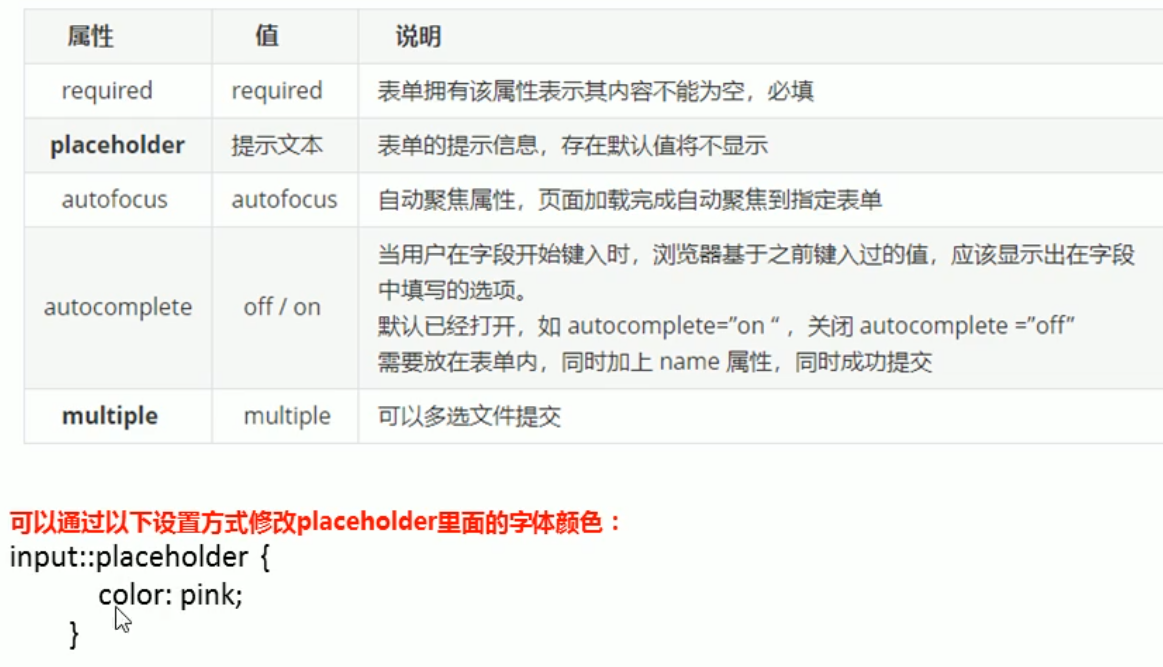 属性 值 说明
required required 表单拥有该属性表示其内容不能为空，必填
placeholder 提示文本 表单的提示信息，存在默认值将不显示
autofocus autofocus 自动聚焦属性，页面加载完成自动聚焦到指定表单
autocomplete off / on 当用户在字段开始键入时，浏览器基于之前键入过的值，应该显示出在字段
中填写的选项。
默认已经打开，如 autocomplete=”on “ ，关闭 autocomplete =”off”
需要放在表单内，同时加上 name 属性，同时成功提交
multiple multiple 可以多选文件提交
可以通过以下设置方式修改placeholder里面的字体颜色：
input::placeholder {
color: pink;
}